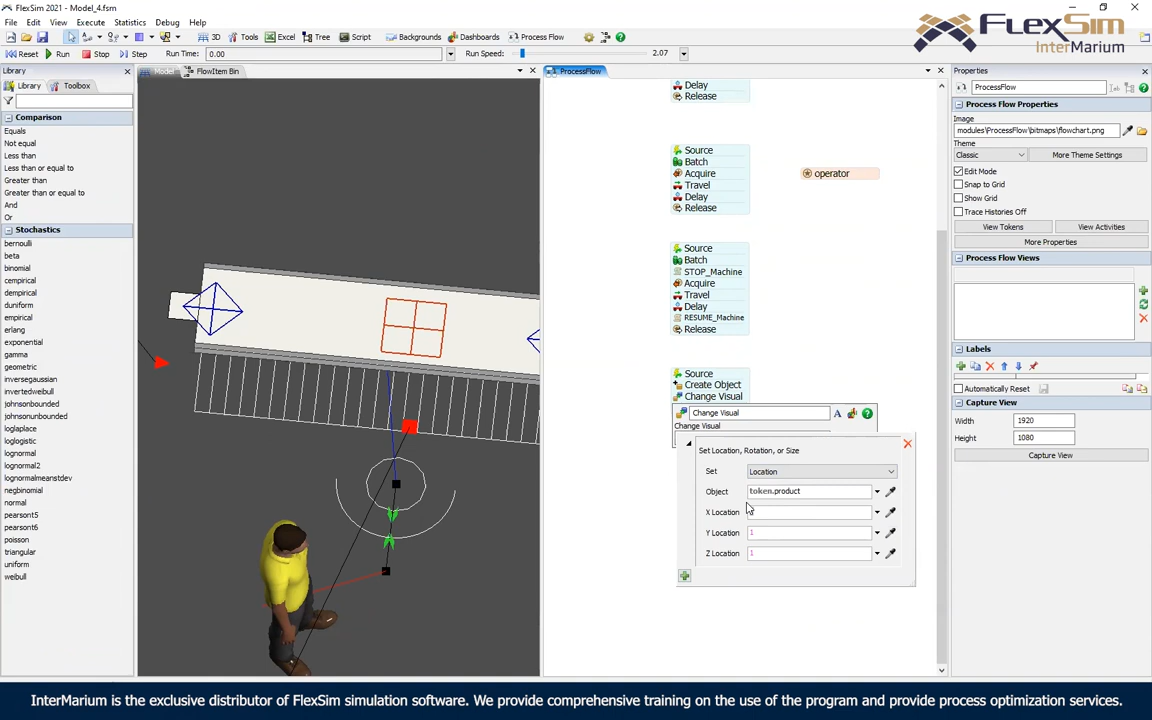 FlexSim 2021 - Model_4.fsm
File Edit View Execute Statistics Debug Help
3D Tools Excel Tree Script Backgrounds Dashboards Process Flow
Reset Run Stop Step Run Time: 0.00 Run Speed: 2.07
FlexSim
InterMarium
Library
Library Toolbox
Comparison
Equals
Not equal
Less than
Less than or equal to
Greater than
Greater than or equal to
And
Or
Stochastics
bernoulli
beta
binomial
cempirical
dempirical
duniform
empirical
erlang
exponential
gamma
geometric
inversegaussian
invertedweibull
johnsonbounded
johnsonunbounded
loglaplace
loglogistic
lognormal
lognormal2
lognormalmeanstdev
negbinomial
normal
pearsont5
pearsont6
poisson
triangular
uniform
weibull
Model FlowItem Bin
ProcessFlow
Delay
Release
Source
Batch
Acquire
Travel
Delay
Release
operator
Source
Batch
STOP_Machine
Acquire
Travel
Delay
RESUME_Machine
Release
Source
Create Object
Change Visual
Change Visual
Change Visual
Set Location, Rotation, or Size
Set Location
Object token.product
X Location
Y Location 1
Z Location 1
Properties
ProcessFlow
Process Flow Properties
Image
modules\ProcessFlow\bitmaps\flowchart.png
Theme
Classic More Theme Settings
Edit Mode
Snap to Grid
Show Grid
Trace Histories Off
View Tokens View Activities
More Properties
Process Flow Views
Labels
Automatically Reset
Capture View
Width 1920
Height 1080
Capture View
InterMarium is the exclusive distributor of FlexSim simulation software. We provide comprehensive training on the use of the program and provide process optimization services.